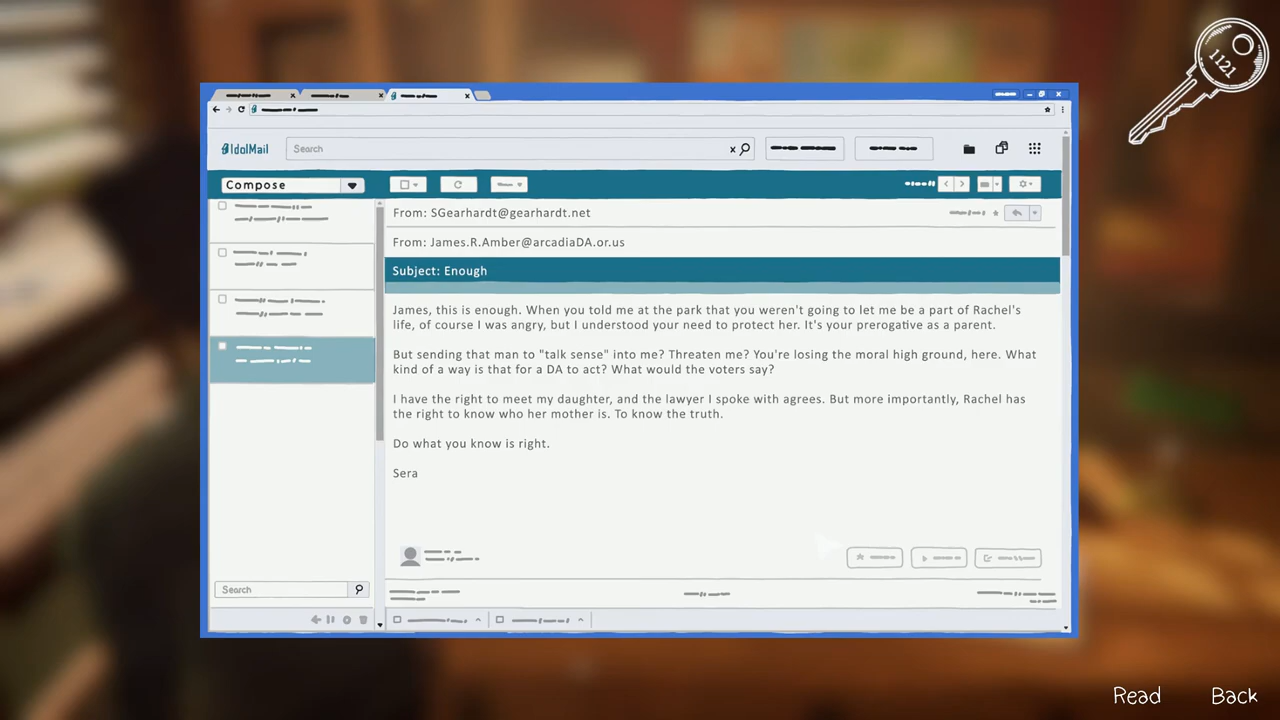 1121
IdolMail
Search
x
Compose
From: SGearhardt@gearhardt.net
From: James.R.Amber@arcadiaDA.or.us
Subject: Enough
James, this is enough. When you told me at the park that you weren't going to let me be a part of Rachel's
life, of course I was angry, but I understood your need to protect her. It's your prerogative as a parent.
But sending that man to "talk sense" into me? Threaten me? You're losing the moral high ground, here. What
kind of a way is that for a DA to act? What would the voters say?
I have the right to meet my daughter, and the lawyer I spoke with agrees. But more importantly, Rachel has
the right to know who her mother is. To know the truth.
Do what you know is right.
Sera
Search
Read Back